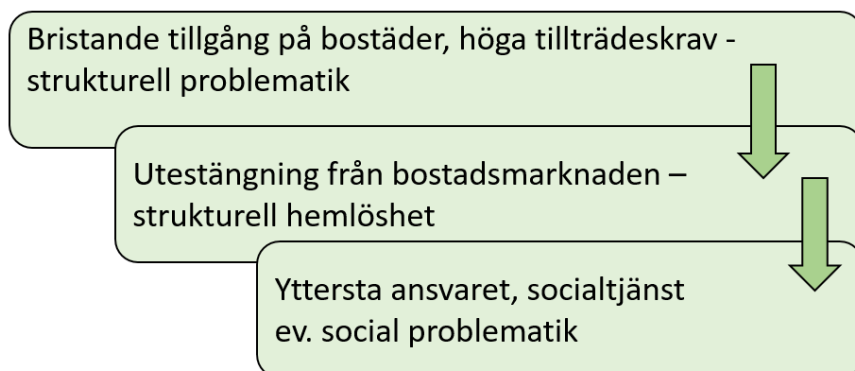 Bristande tillgång på bostäder, höga tillträdeskrav -
strukturell problematik
Utestängning från bostadsmarknaden –
strukturell hemlöshet
Yttersta ansvaret, socialtjänst
ev. social problematik